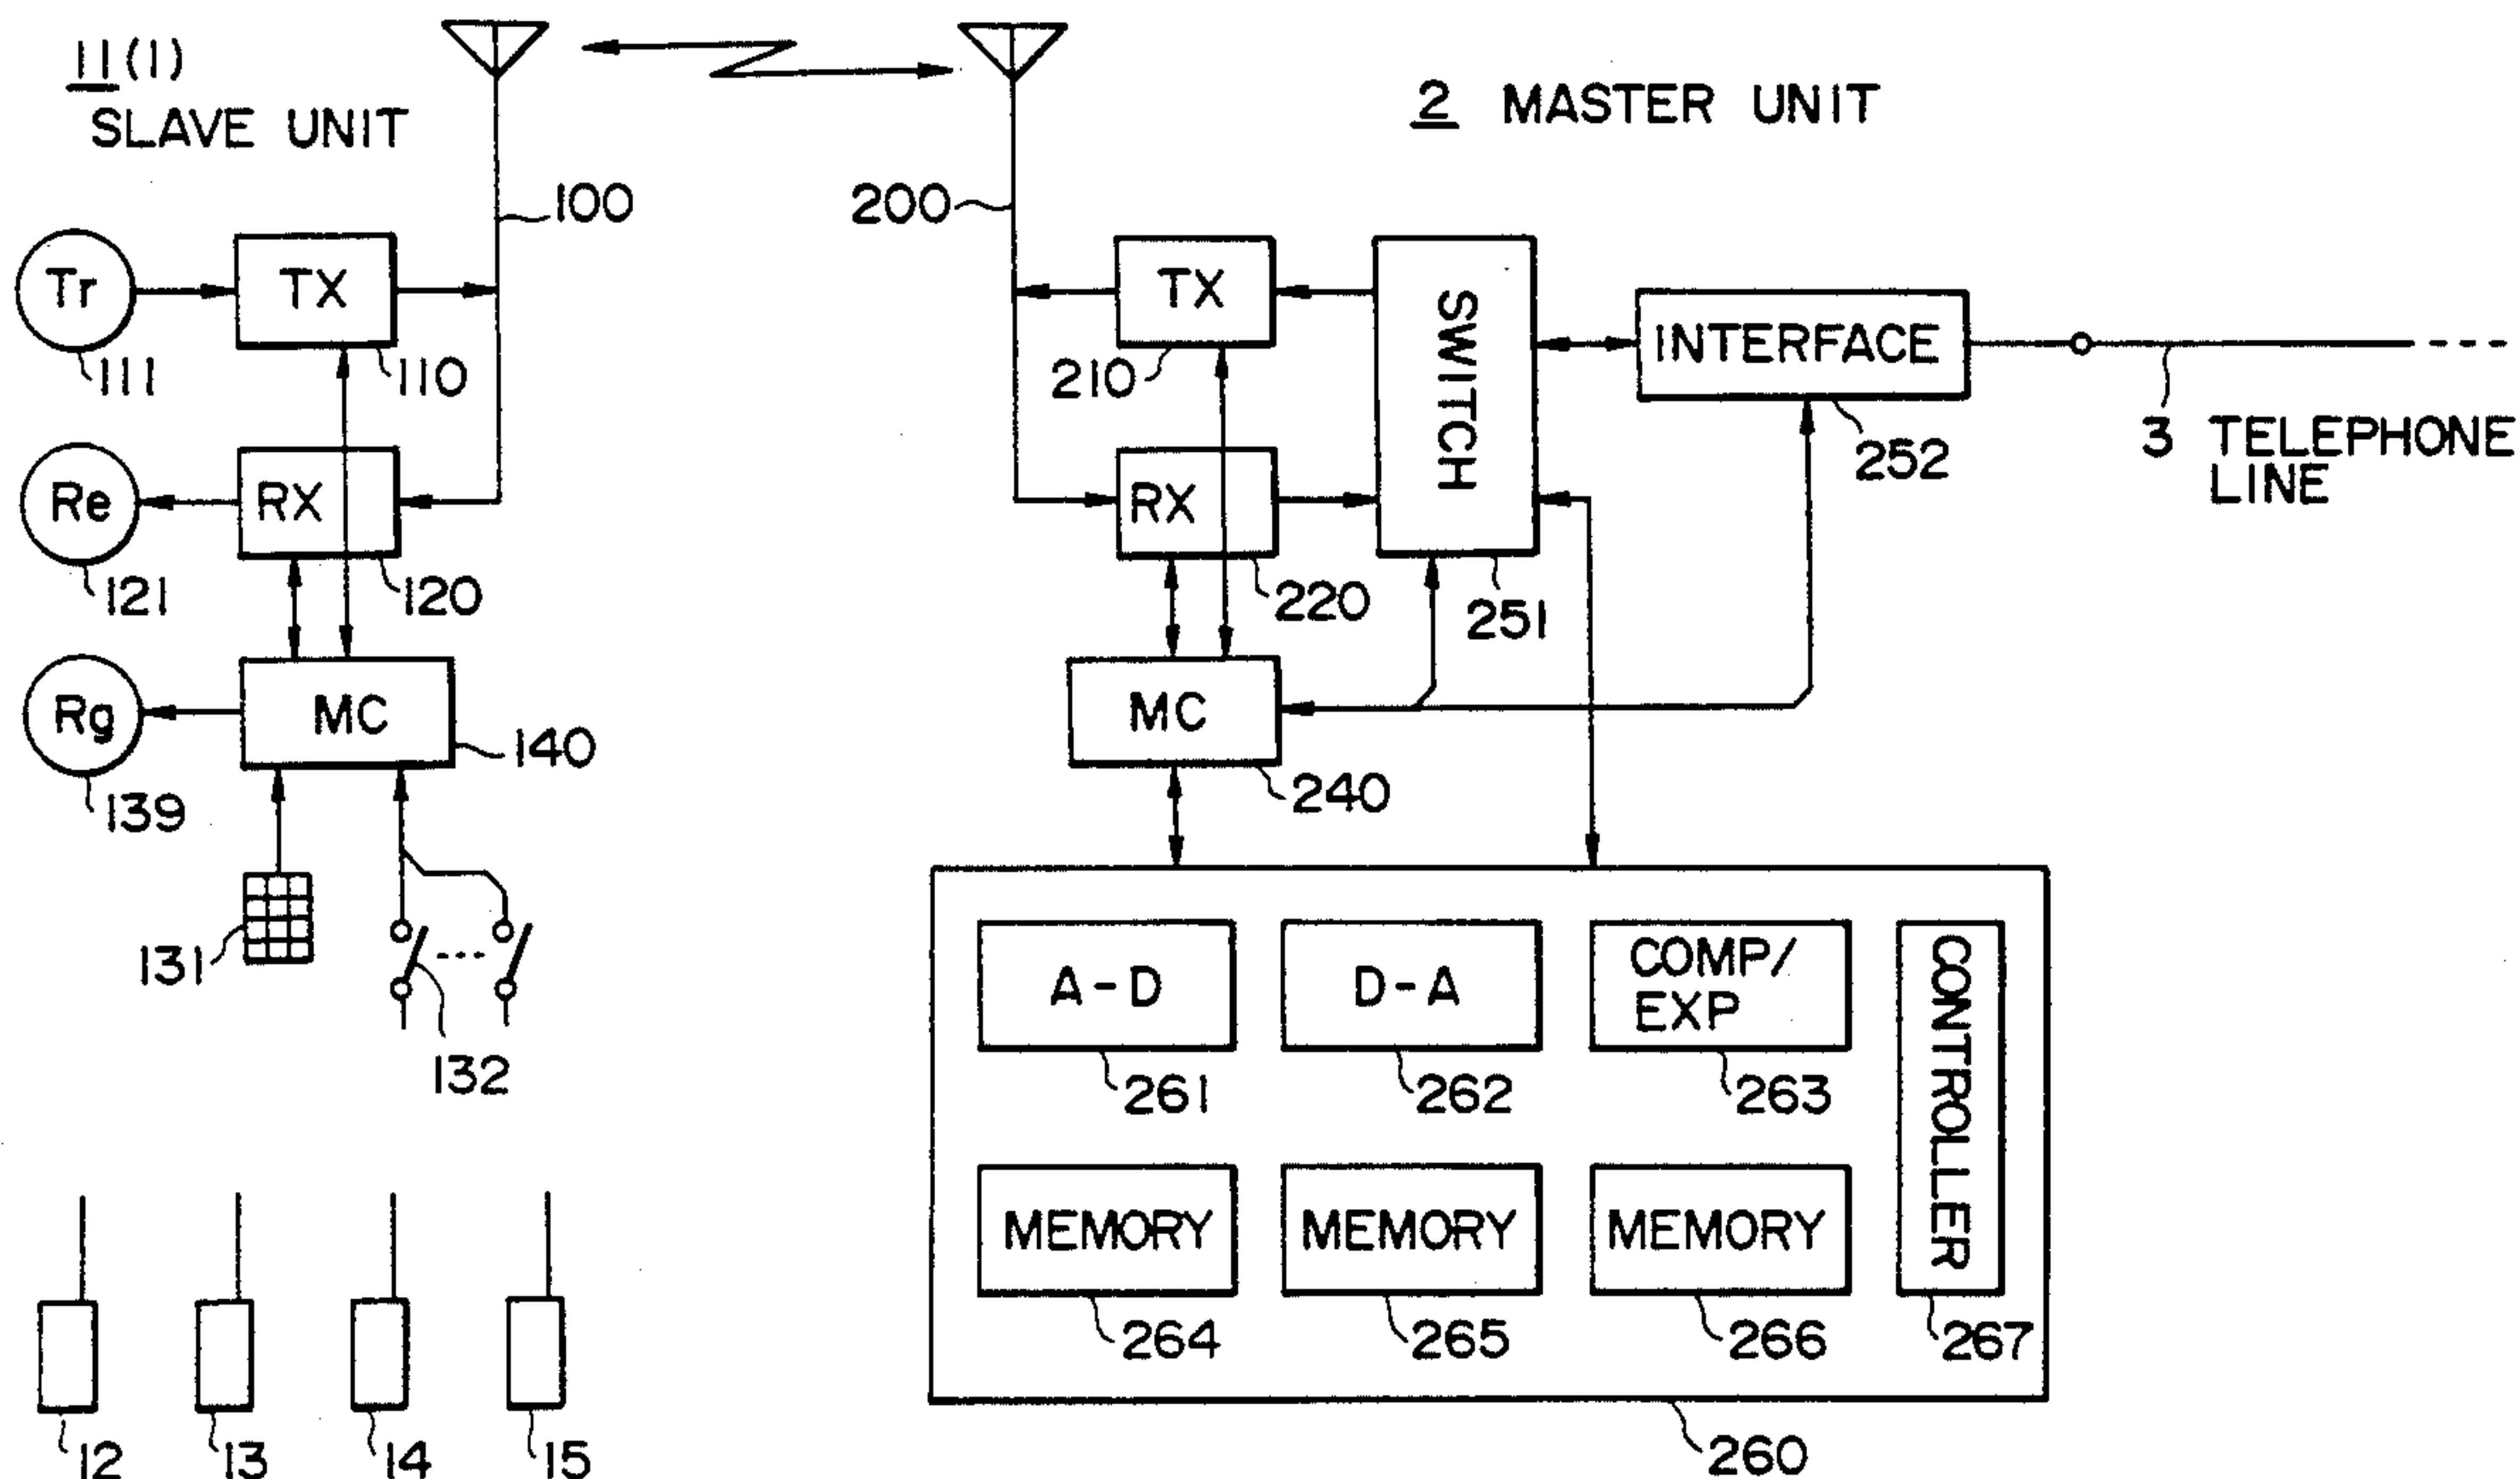 11(1)
SLAVE UNIT
2 MASTER UNIT
100
200
Tr
TX
TX
SWITCH
INTERFACE
111
110
210
252
3 TELEPHONE
LINE
Re
RX
RX
121
120
220
251
Rg
MC
MC
140
240
139
131
132
A-D
D-A
COMP/
EXP
CONTROLLER
261
262
263
MEMORY
MEMORY
MEMORY
264
265
266
267
12
13
14
15
260